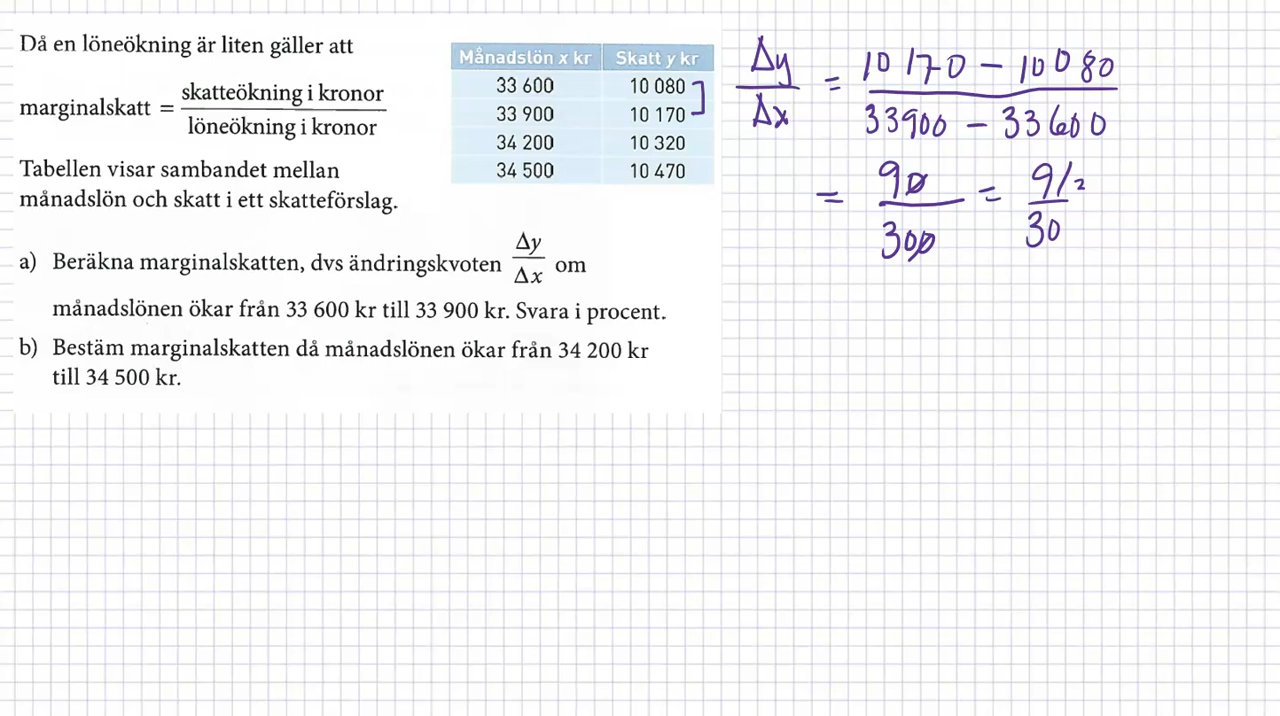 Då en löneökning är liten gäller att
marginalskatt = skatteökning i kronor
löneökning i kronor
Tabellen visar sambandet mellan
månadslön och skatt i ett skatteförslag.
Månadslön x kr Skatt y kr
33 600 10 080
33 900 10 170
34 200 10 320
34 500 10 470
a) Beräkna marginalskatten, dvs ändringskvoten Δy/Δx om
månadslönen ökar från 33 600 kr till 33 900 kr. Svara i procent.
b) Bestäm marginalskatten då månadslönen ökar från 34 200 kr
till 34 500 kr.
Δy/Δx = 10170 - 10080
33900 - 33600
= 90/300 = 9/
30